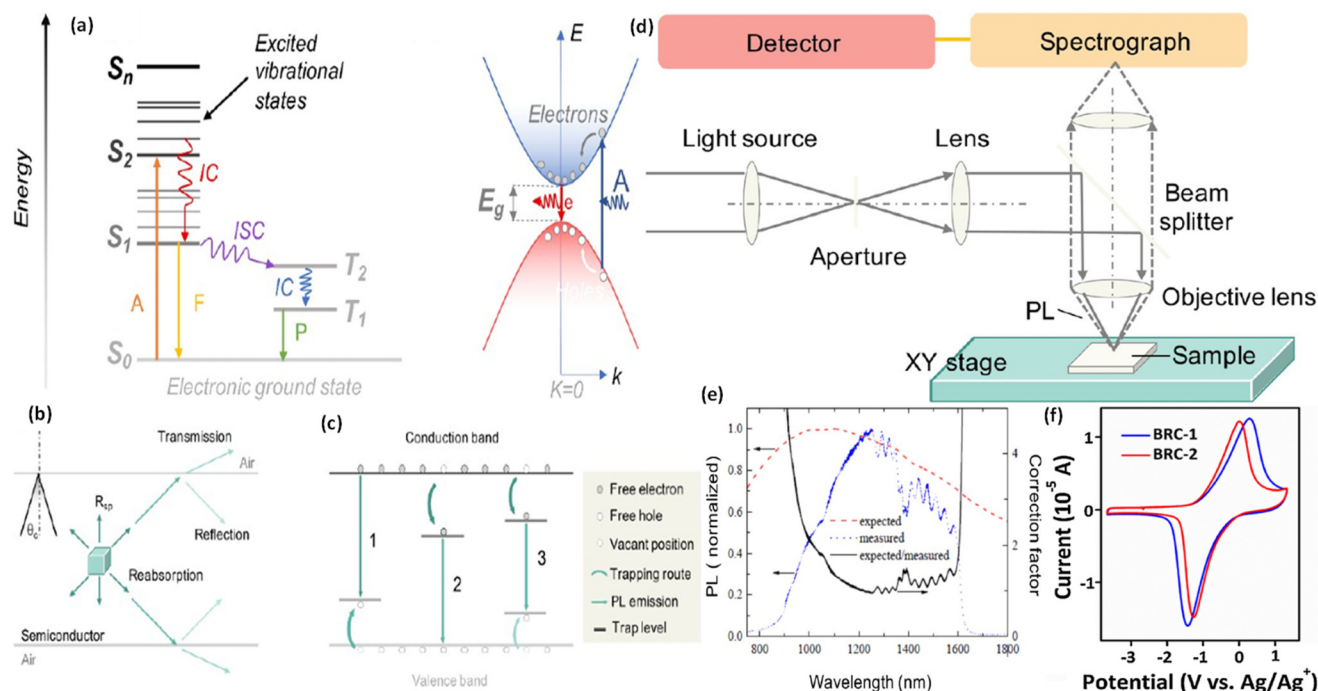 (a)
Energy
Excited
vibrational
states
Sn
S2
IC
S1
ISC
T2
IC
T1
A
F
P
S0
Electronic ground state
E
Electrons
Eg
e
A
Holes
K=0
k
(d)
Detector
Spectrograph
Light source
Lens
Aperture
Beam
splitter
Objective lens
PL
Sample
XY stage
(b)
Transmission
Air
Rsp
θc
Reflection
Reabsorption
Semiconductor
Air
(c)
Conduction band
1
2
3
Valence band
Free electron
Free hole
Vacant position
Trapping route
PL emission
Trap level
(e)
PL ( normalized)
1.0
0.8
0.6
0.4
0.2
0.0
4
2
0
Correction factor
expected
measured
expected/measured
800
1000
1200
1400
1600
1800
Wavelength (nm)
(f)
BRC-1
BRC-2
Current (10⁻⁵ A)
1
0
-1
-3
-2
-1
0
1
Potential (V vs. Ag/Ag⁺)